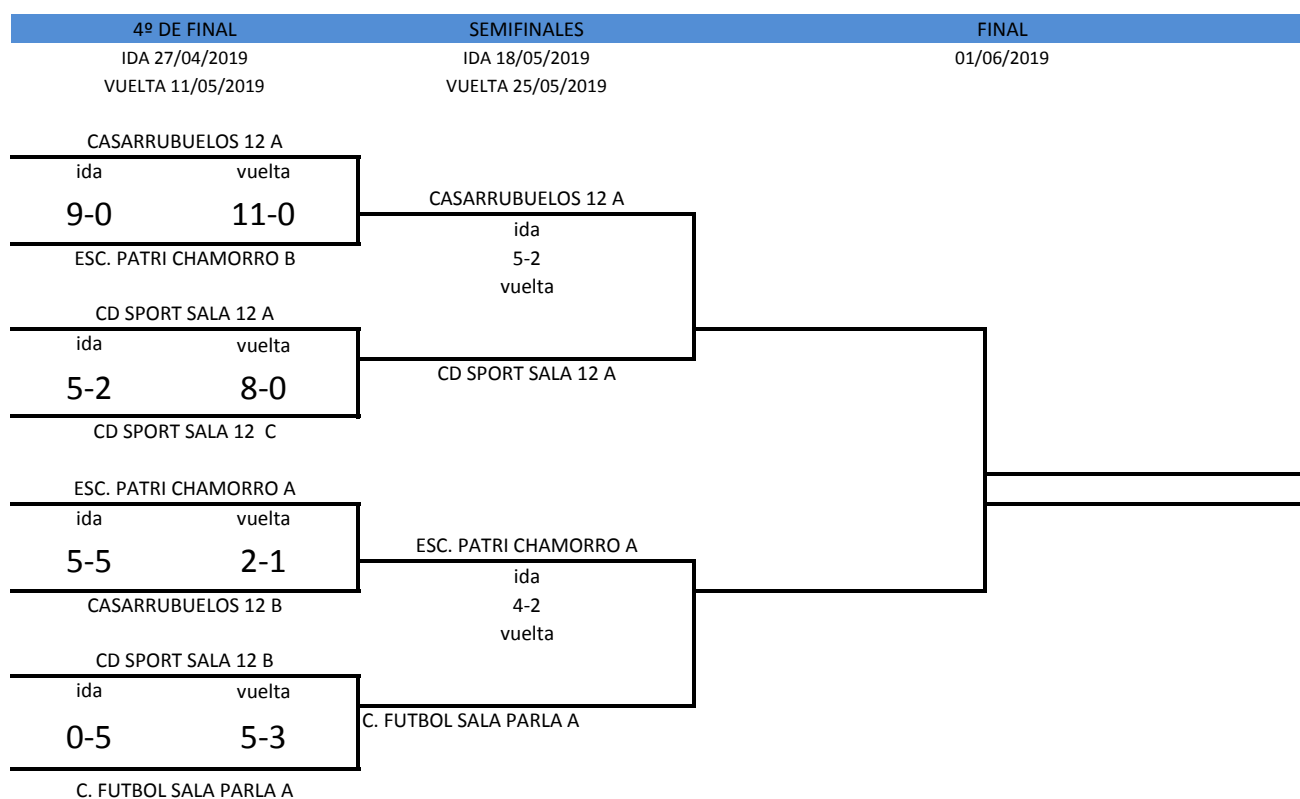 4º DE FINAL SEMIFINALES FINAL
IDA 27/04/2019 IDA 18/05/2019 01/06/2019
VUELTA 11/05/2019 VUELTA 25/05/2019
CASARRUBUELOS 12 A
ida vuelta
9-0 11-0
ESC. PATRI CHAMORRO B
CD SPORT SALA 12 A
ida vuelta
5-2 8-0
CD SPORT SALA 12 C
ESC. PATRI CHAMORRO A
ida vuelta
5-5 2-1
CASARRUBUELOS 12 B
CD SPORT SALA 12 B
ida vuelta
0-5 5-3
C. FUTBOL SALA PARLA A
CASARRUBUELOS 12 A
ida
5-2
vuelta
CD SPORT SALA 12 A
ESC. PATRI CHAMORRO A
ida
4-2
vuelta
C. FUTBOL SALA PARLA A